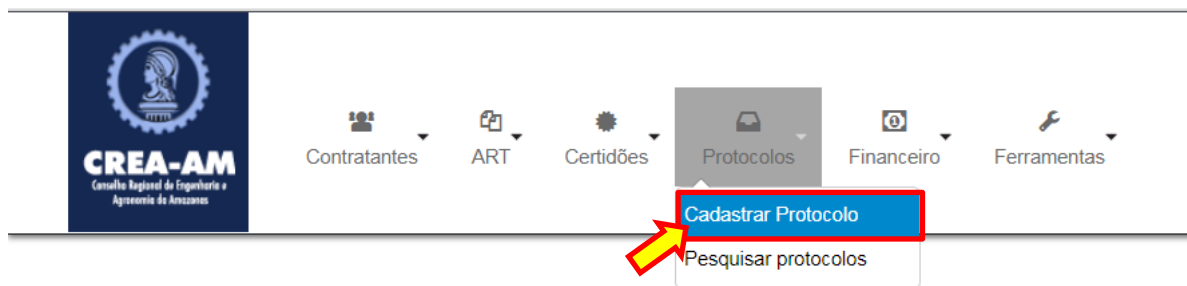 CREA-AM
Conselho Regional de Engenharia e
Agronomia do Amazonas
Contratantes ART Certidões Protocolos Financeiro Ferramentas
Cadastrar Protocolo
Pesquisar protocolos